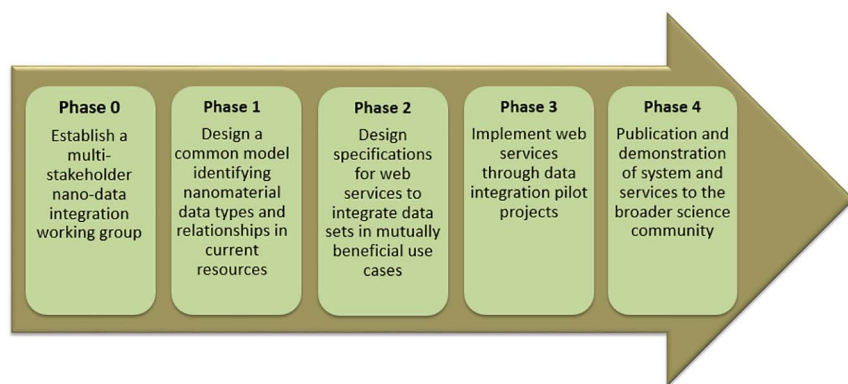 Phase 0
Establish a
multi-
stakeholder
nano-data
integration
working group
Phase 1
Design a
common model
identifying
nanomaterial
data types and
relationships in
current
resources
Phase 2
Design
specifications
for web
services to
integrate data
sets in mutually
beneficial use
cases
Phase 3
Implement web
services
through data
integration pilot
projects
Phase 4
Publication and
demonstration
of system and
services to the
broader science
community